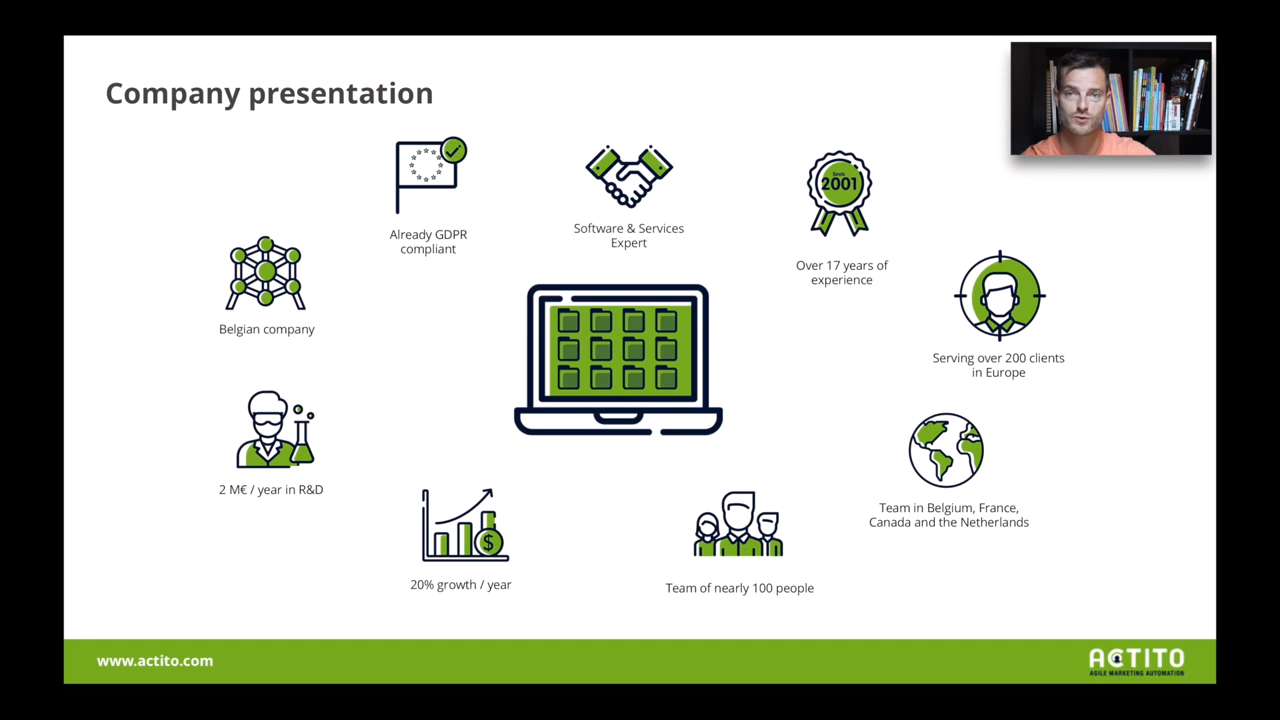 Company presentation
Already GDPR
compliant
Software & Services
Expert
Sinds
2001
Over 17 years of
experience
Belgian company
Serving over 200 clients
in Europe
2 M€ / year in R&D
Team in Belgium, France,
Canada and the Netherlands
$
20% growth / year
Team of nearly 100 people
www.actito.com
ACTITO
AGILE MARKETING AUTOMATION